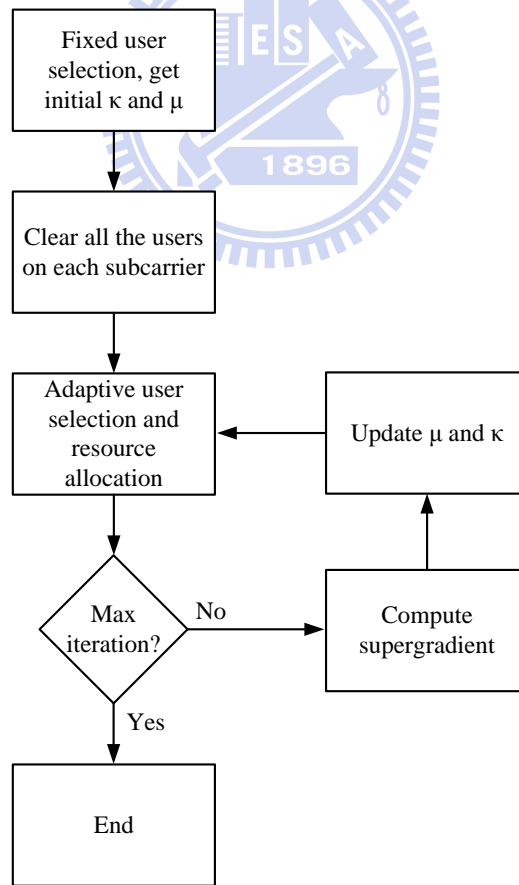 Fixed user
selection, get
initial κ and μ
ES
A
1896
Clear all the users
on each subcarrier
Adaptive user
selection and
resource
allocation
Update μ and κ
Max
iteration?
No
Compute
supergradient
Yes
End